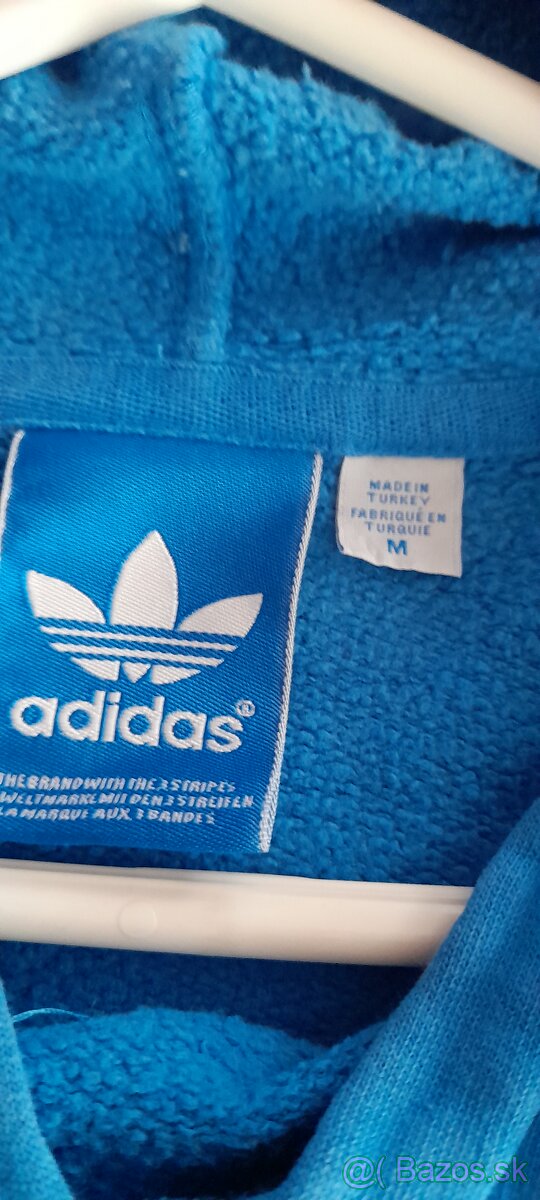 MADE IN
TURKEY
FABRIQUÉ EN
TURQUIE
M
adidas®
THE BRAND WITH THE 3 STRIPES
WELTMARKE MIT DEN 3 STREIFEN
LA MARQUE AUX 3 BANDES
@( Bazos.sk